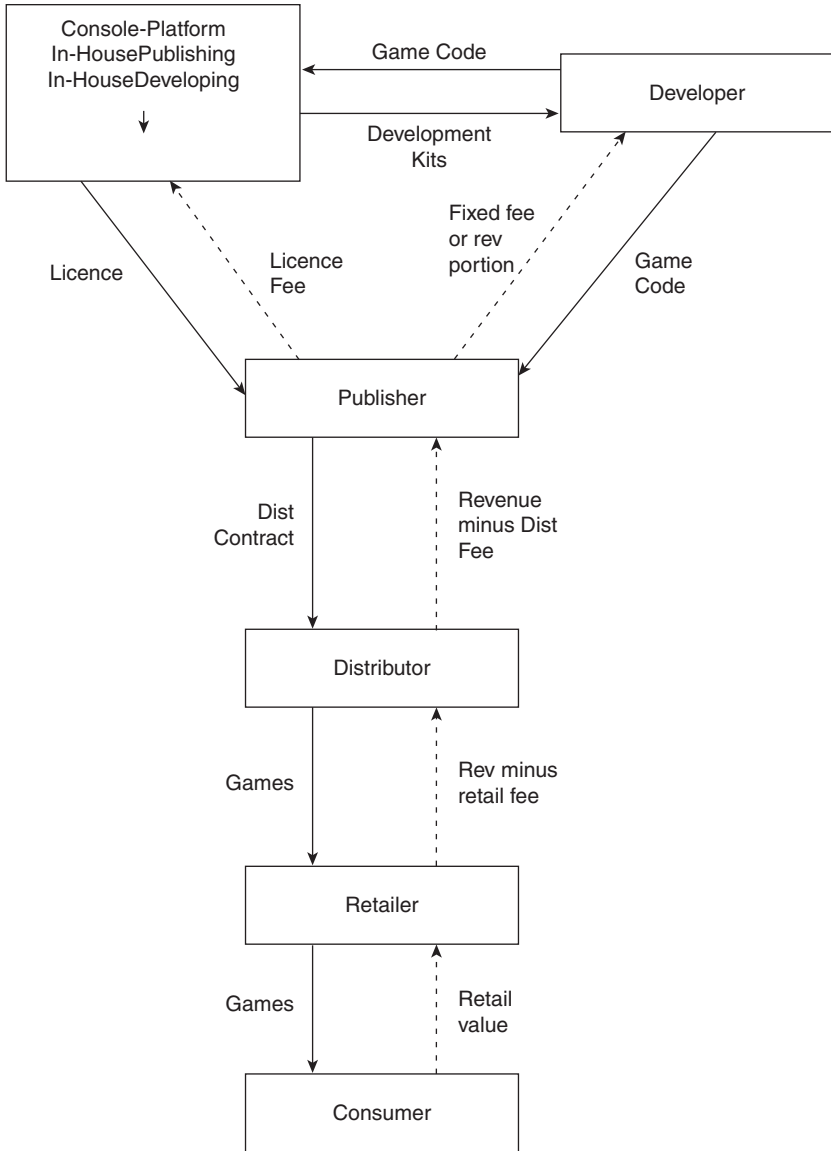 Console-Platform
In-HousePublishing
In-HouseDeveloping
Game Code
Developer
Development
Kits
Licence
Licence
Fee
Fixed fee
or rev
portion
Game
Code
Publisher
Dist
Contract
Revenue
minus Dist
Fee
Distributor
Games
Rev minus
retail fee
Retailer
Games
Retail
value
Consumer